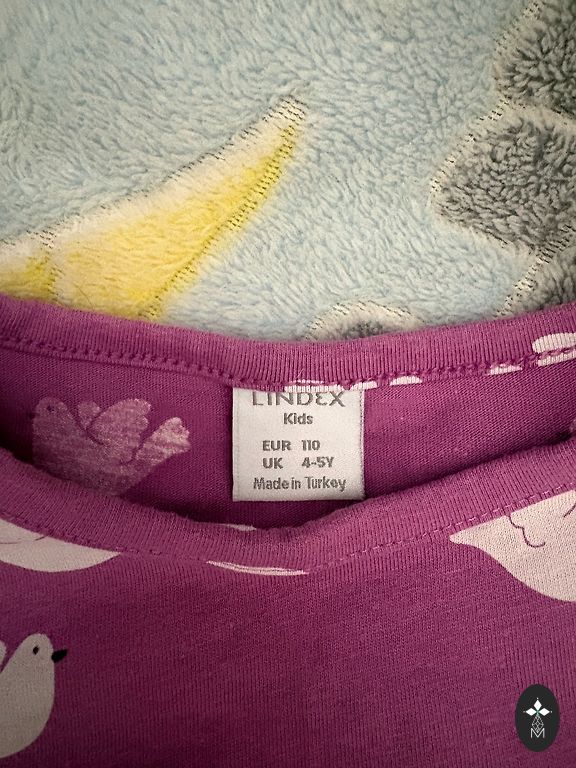 LINDEX
Kids
EUR 110
UK 4-5Y
Made in Turkey
M